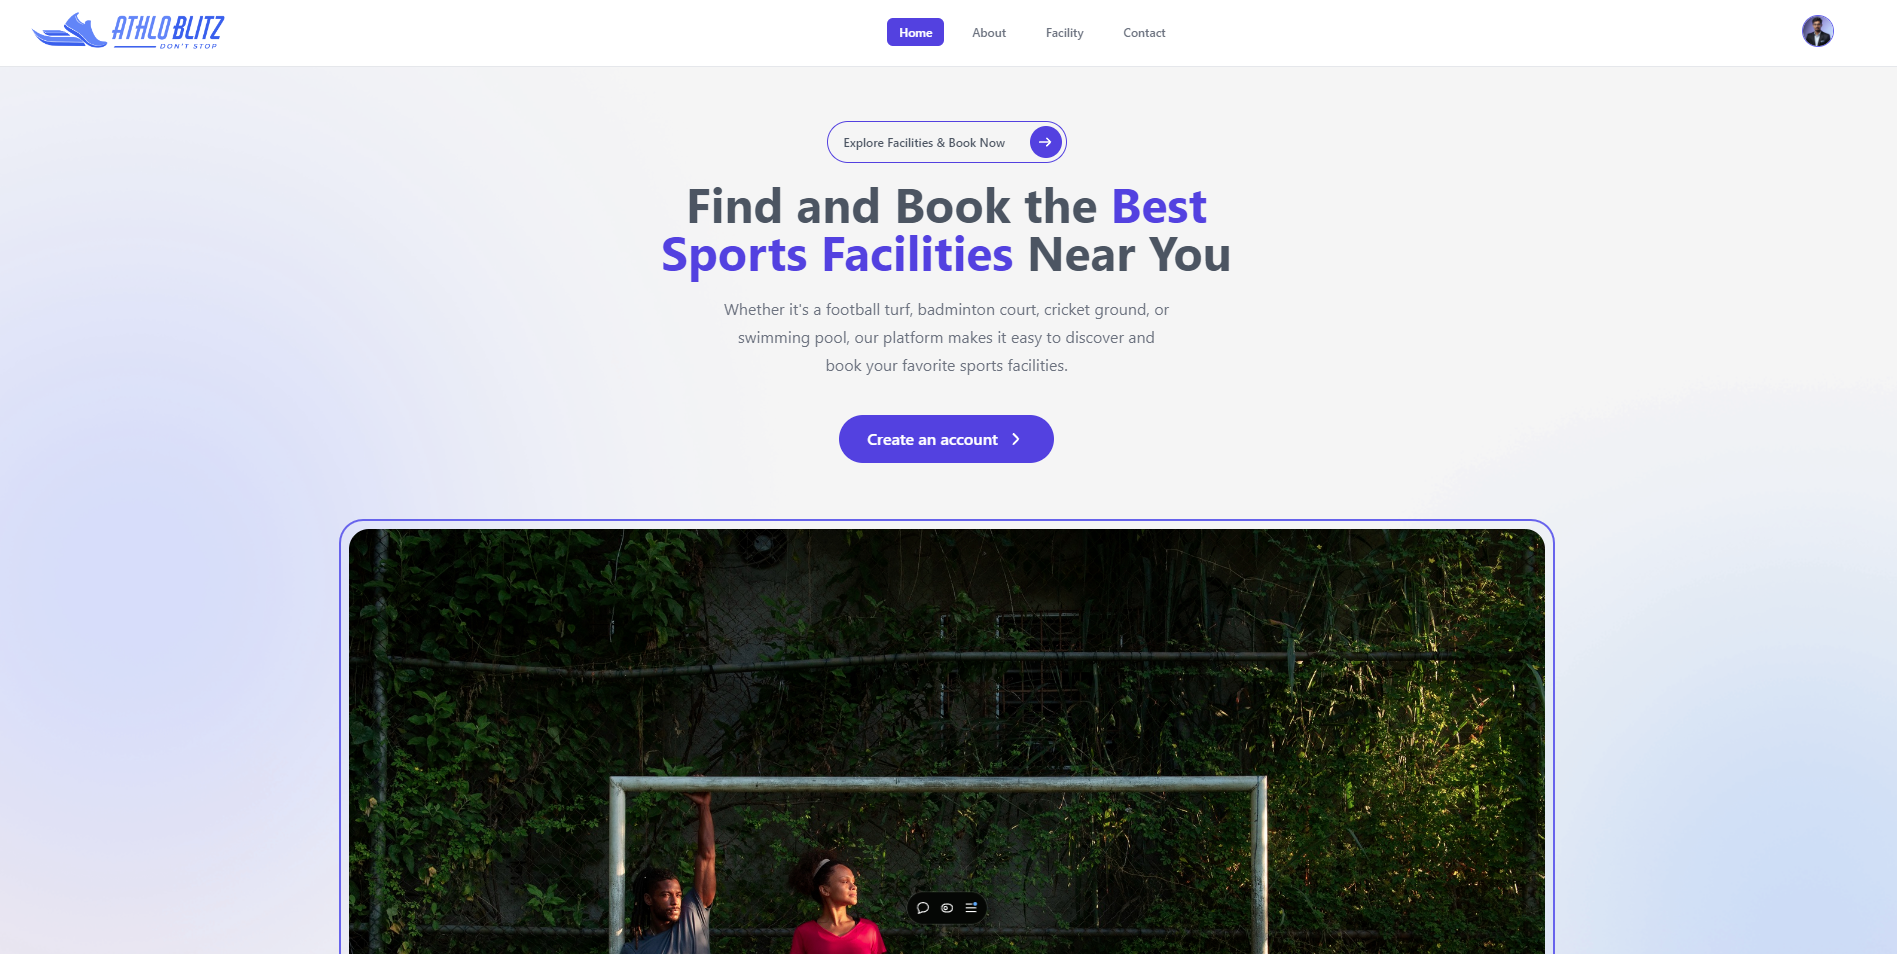 ATHLOBLITZ
DON'T STOP
Home
About
Facility
Contact
Explore Facilities & Book Now
Find and Book the Best
Sports Facilities Near You
Whether it's a football turf, badminton court, cricket ground, or
swimming pool, our platform makes it easy to discover and
book your favorite sports facilities.
Create an account